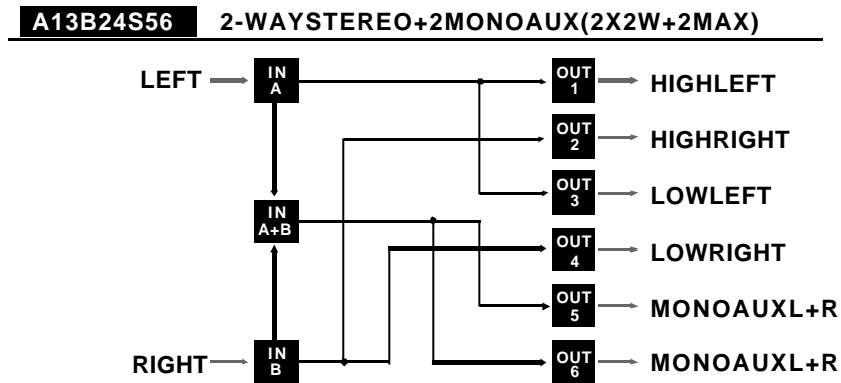 A13B24S56 2-WAYSTEREO+2MONOAUX(2X2W+2MAX)
LEFT IN A OUT 1 HIGHLEFT
OUT 2 HIGHRIGHT
OUT 3 LOWLEFT
IN A+B
OUT 4 LOWRIGHT
OUT 5 MONOAUXL+R
RIGHT IN B OUT 6 MONOAUXL+R